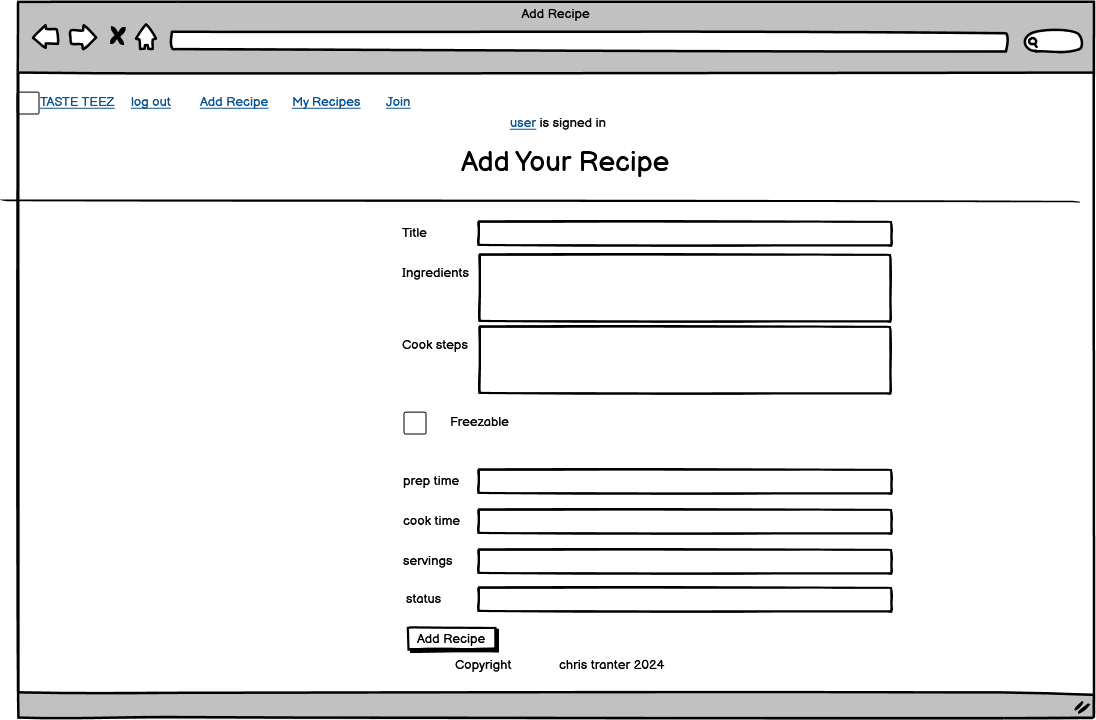 Add Recipe
TASTE TEEZ log out Add Recipe My Recipes Join
user is signed in
Add Your Recipe
Title
Ingredients
Cook steps
Freezable
prep time
cook time
servings
status
Add Recipe
Copyright chris tranter 2024